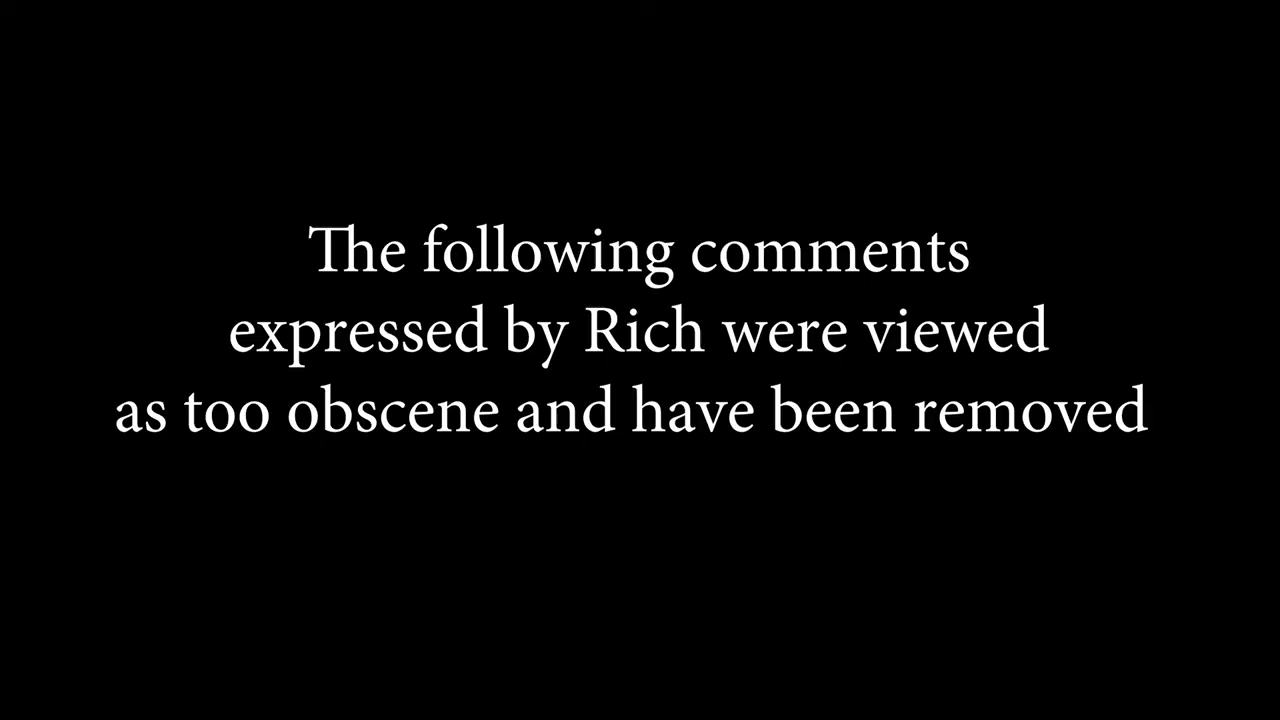 The following comments
expressed by Rich were viewed
as too obscene and have been removed